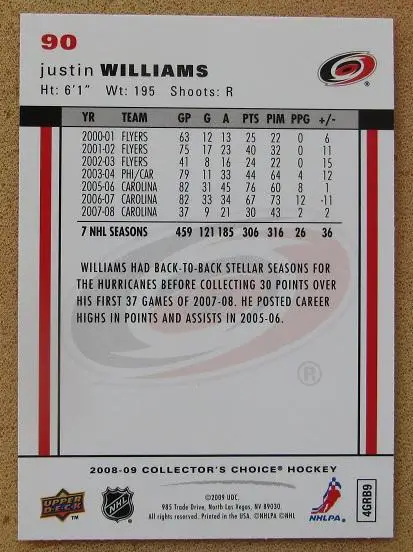 90
justin WILLIAMS
Ht: 6'1" Wt: 195 Shoots: R
YR TEAM GP G A PTS PIM PPG +/-
2000-01 FLYERS 63 12 13 25 22 0 6
2001-02 FLYERS 75 17 23 40 32 0 11
2002-03 FLYERS 41 8 16 24 22 0 15
2003-04 PHI/CAR 79 11 33 44 64 4 12
2005-06 CAROLINA 82 31 45 76 60 8 1
2006-07 CAROLINA 82 33 34 67 73 12 -11
2007-08 CAROLINA 37 9 21 30 43 2 2
7 NHL SEASONS 459 121 185 306 316 26 36
WILLIAMS HAD BACK-TO-BACK STELLAR SEASONS FOR
THE HURRICANES BEFORE COLLECTING 30 POINTS OVER
HIS FIRST 37 GAMES OF 2007-08. HE POSTED CAREER
HIGHS IN POINTS AND ASSISTS IN 2005-06.
®
2008-09 COLLECTOR'S CHOICE® HOCKEY
UPPER DECK™
NHL
©2009 UDC.
985 Trade Drive, North Las Vegas, NV 89030.
All rights reserved. Printed in the USA. ©NHLPA ©NHL
NHLPA™
4GRB9